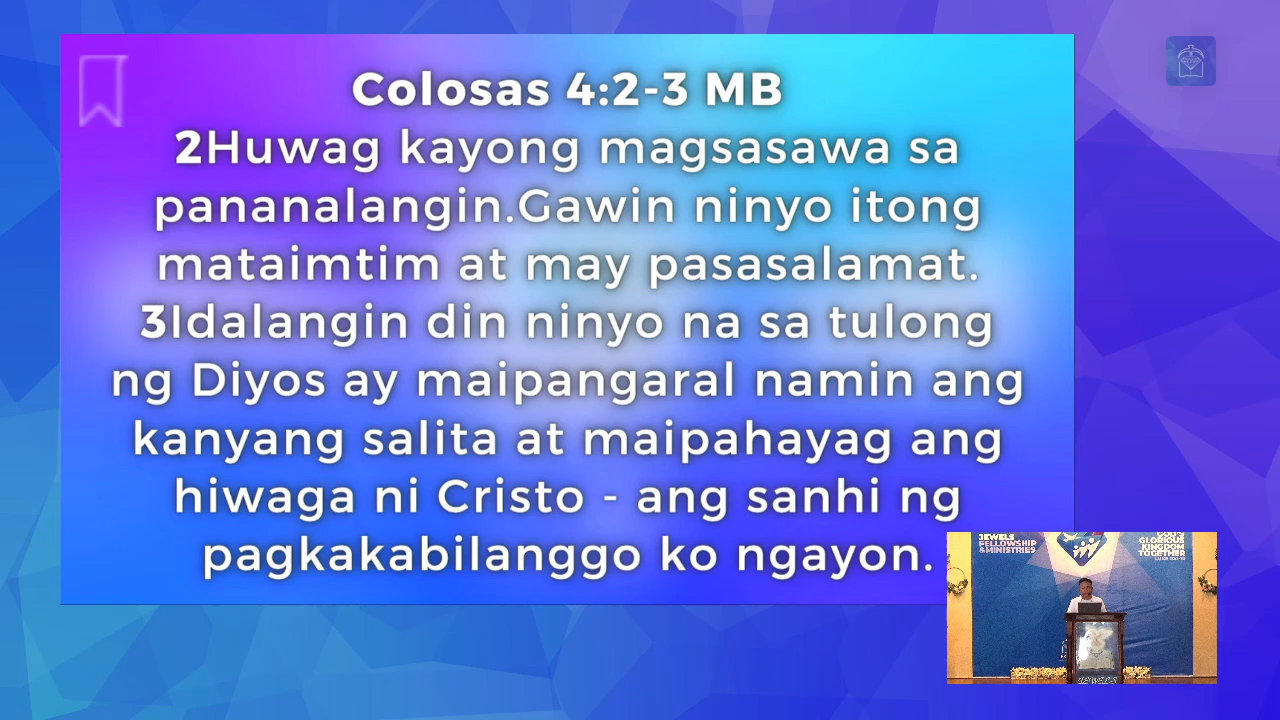 Colosas 4:2-3 MB
2Huwag kayong magsasawa sa
pananalangin.Gawin ninyo itong
mataimtim at may pasasalamat.
3Idalangin din ninyo na sa tulong
ng Diyos ay maipangaral namin ang
kanyang salita at maipahayag ang
hiwaga ni Cristo - ang sanhi ng
pagkakabilanggo ko ngayon.
JEWELS
FELLOWSHIP
&MINISTRIES
GLORIOUS
KINGDOM
TOGETHER
JEWELS